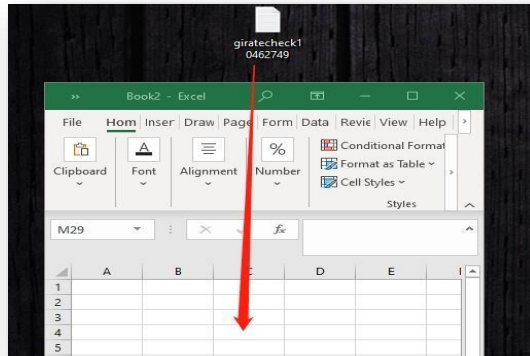 giratecheck1
0462749
Book2 - Excel
File Hom Inser Draw Page Form Data Revie View Help
Clipboard
Font
Alignment
%
Number
Conditional Format
Format as Table
Cell Styles
Styles
M29
fx
A B C D E
1
2
3
4
5